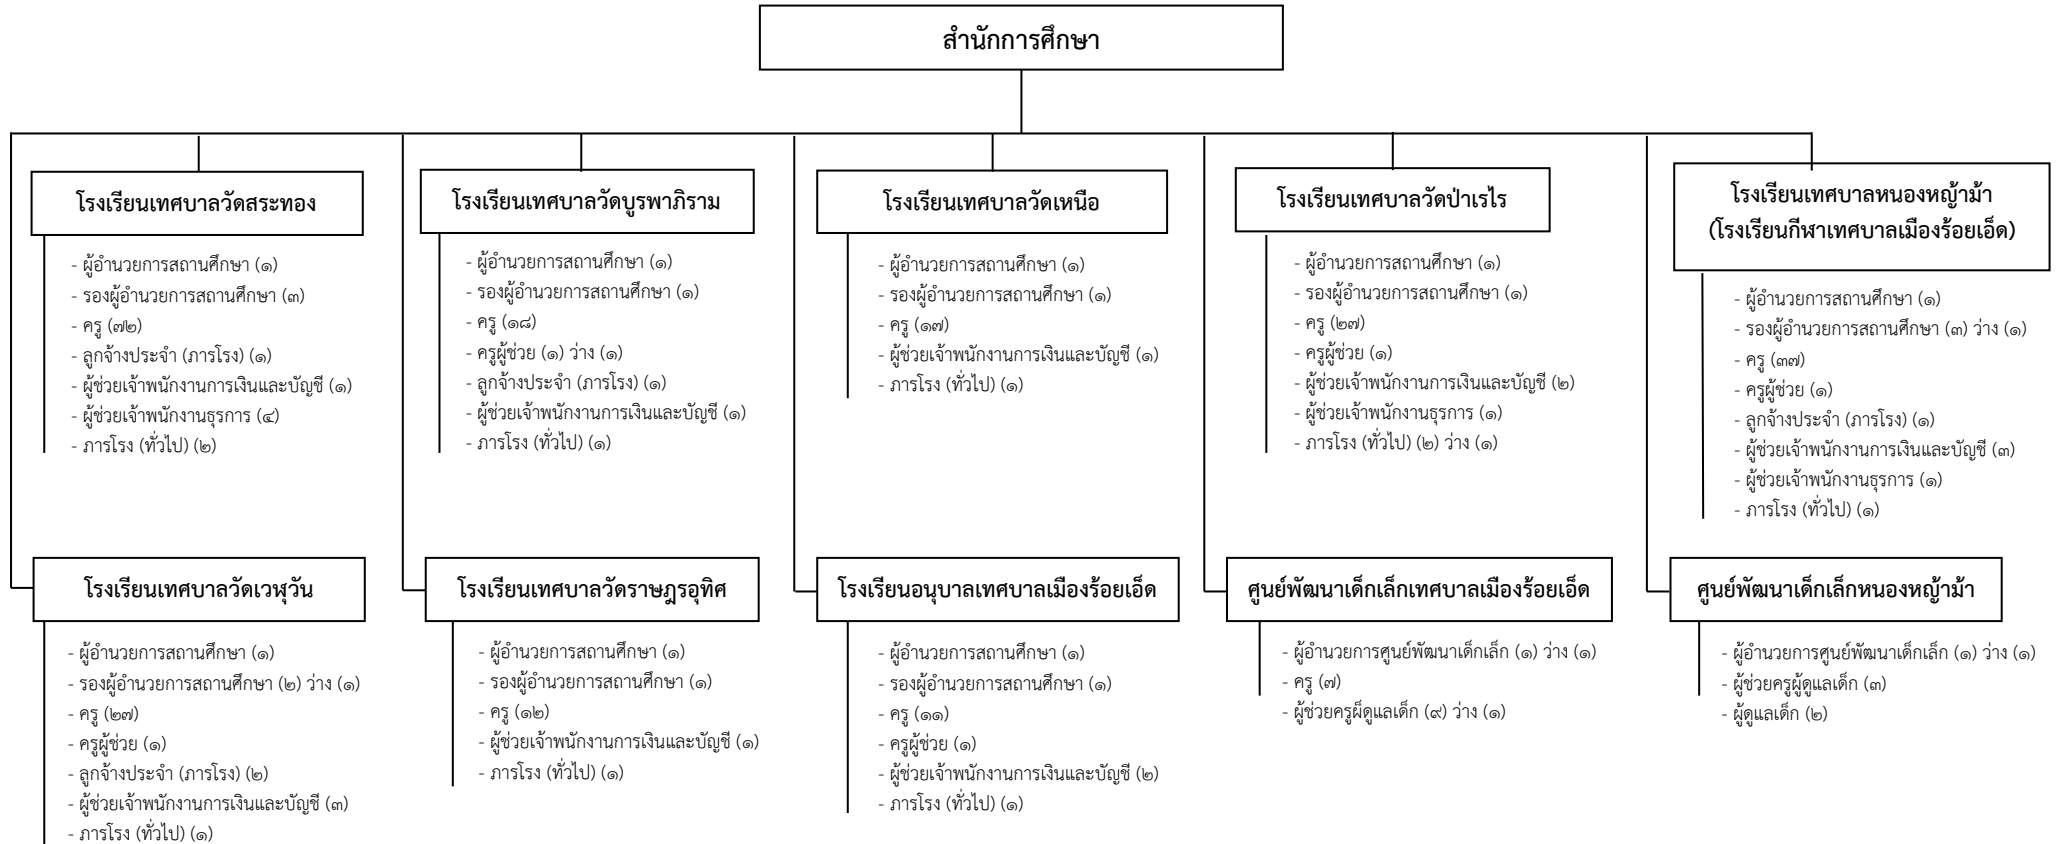 สำนักการศึกษา
โรงเรียนเทศบาลวัดสระทอง
- ผู้อำนวยการสถานศึกษา (๑)
- รองผู้อำนวยการสถานศึกษา (๓)
- ครู (๗๒)
- ลูกจ้างประจำ (ภารโรง) (๑)
- ผู้ช่วยเจ้าพนักงานการเงินและบัญชี (๑)
- ผู้ช่วยเจ้าพนักงานธุรการ (๔)
- ภารโรง (ทั่วไป) (๒)
โรงเรียนเทศบาลวัดบูรพาภิราม
- ผู้อำนวยการสถานศึกษา (๑)
- รองผู้อำนวยการสถานศึกษา (๑)
- ครู (๑๘)
- ครูผู้ช่วย (๑) ว่าง (๑)
- ลูกจ้างประจำ (ภารโรง) (๑)
- ผู้ช่วยเจ้าพนักงานการเงินและบัญชี (๑)
- ภารโรง (ทั่วไป) (๑)
โรงเรียนเทศบาลวัดเหนือ
- ผู้อำนวยการสถานศึกษา (๑)
- รองผู้อำนวยการสถานศึกษา (๑)
- ครู (๑๗)
- ผู้ช่วยเจ้าพนักงานการเงินและบัญชี (๑)
- ภารโรง (ทั่วไป) (๑)
โรงเรียนเทศบาลวัดป่าเรไร
- ผู้อำนวยการสถานศึกษา (๑)
- รองผู้อำนวยการสถานศึกษา (๑)
- ครู (๒๗)
- ครูผู้ช่วย (๑)
- ผู้ช่วยเจ้าพนักงานการเงินและบัญชี (๒)
- ผู้ช่วยเจ้าพนักงานธุรการ (๑)
- ภารโรง (ทั่วไป) (๒) ว่าง (๑)
โรงเรียนเทศบาลหนองหญ้าม้า
(โรงเรียนกีฬาเทศบาลเมืองร้อยเอ็ด)
- ผู้อำนวยการสถานศึกษา (๑)
- รองผู้อำนวยการสถานศึกษา (๓) ว่าง (๑)
- ครู (๓๗)
- ครูผู้ช่วย (๑)
- ลูกจ้างประจำ (ภารโรง) (๑)
- ผู้ช่วยเจ้าพนักงานการเงินและบัญชี (๓)
- ผู้ช่วยเจ้าพนักงานธุรการ (๑)
- ภารโรง (ทั่วไป) (๑)
โรงเรียนเทศบาลวัดเวฬุวัน
- ผู้อำนวยการสถานศึกษา (๑)
- รองผู้อำนวยการสถานศึกษา (๒) ว่าง (๑)
- ครู (๒๗)
- ครูผู้ช่วย (๑)
- ลูกจ้างประจำ (ภารโรง) (๒)
- ผู้ช่วยเจ้าพนักงานการเงินและบัญชี (๓)
- ภารโรง (ทั่วไป) (๑)
โรงเรียนเทศบาลวัดราษฎรอุทิศ
- ผู้อำนวยการสถานศึกษา (๑)
- รองผู้อำนวยการสถานศึกษา (๑)
- ครู (๑๒)
- ผู้ช่วยเจ้าพนักงานการเงินและบัญชี (๑)
- ภารโรง (ทั่วไป) (๑)
โรงเรียนอนุบาลเทศบาลเมืองร้อยเอ็ด
- ผู้อำนวยการสถานศึกษา (๑)
- รองผู้อำนวยการสถานศึกษา (๑)
- ครู (๑๑)
- ครูผู้ช่วย (๑)
- ผู้ช่วยเจ้าพนักงานการเงินและบัญชี (๒)
- ภารโรง (ทั่วไป) (๑)
ศูนย์พัฒนาเด็กเล็กเทศบาลเมืองร้อยเอ็ด
- ผู้อำนวยการศูนย์พัฒนาเด็กเล็ก (๑) ว่าง (๑)
- ครู (๗)
- ผู้ช่วยครูผ็ดูแลเด็ก (๙) ว่าง (๑)
ศูนย์พัฒนาเด็กเล็กหนองหญ้าม้า
- ผู้อำนวยการศูนย์พัฒนาเด็กเล็ก (๑) ว่าง (๑)
- ผู้ช่วยครูผู้ดูแลเด็ก (๓)
- ผู้ดูแลเด็ก (๒)